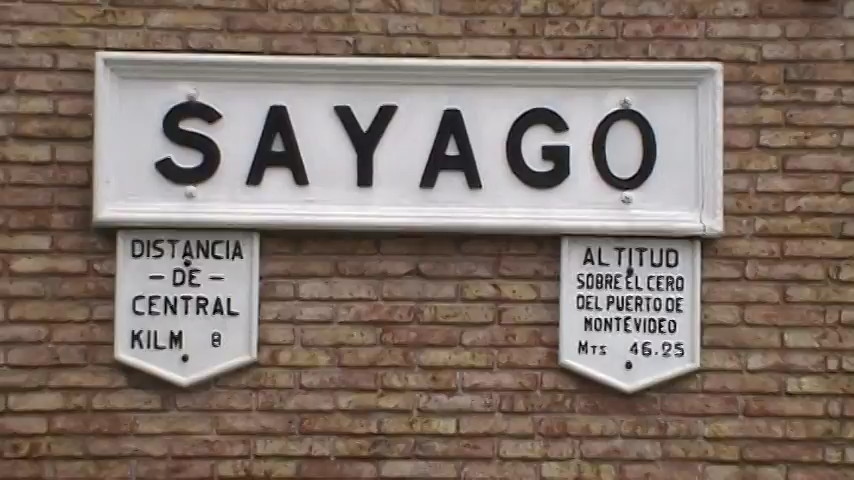 SAYAGO
DISTANCIA
- DE -
CENTRAL
KILM 8
ALTITUD
SOBRE EL CERO
DEL PUERTO DE
MONTEVIDEO
MTS 46.25